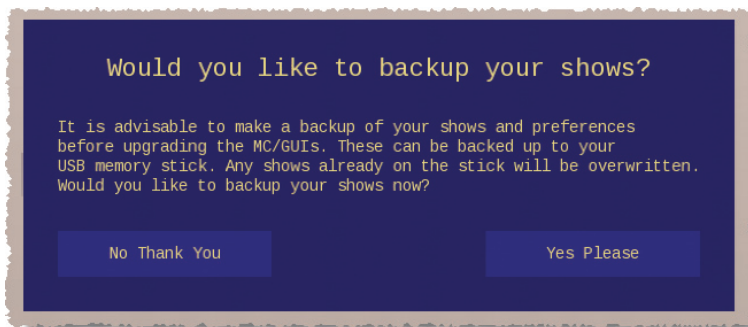 Would you like to backup your shows?
It is advisable to make a backup of your shows and preferences
before upgrading the MC/GUIs. These can be backed up to your
USB memory stick. Any shows already on the stick will be overwritten.
Would you like to backup your shows now?
No Thank You
Yes Please